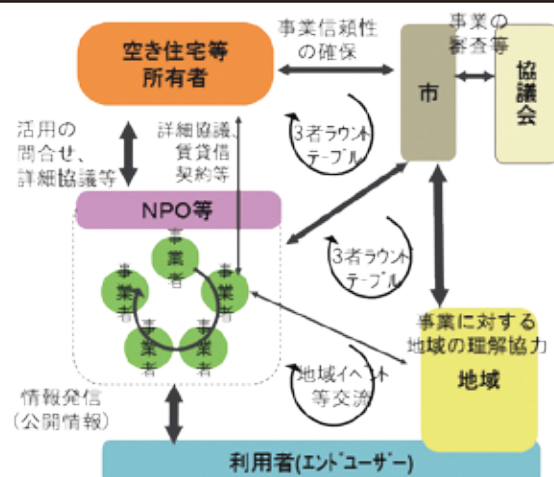 空き住宅等
所有者
事業信頼性
の確保
市
事業の
審査等
協議会
活用の
問合せ、
詳細協議等
詳細協議、
賃貸借
契約等
3者ラウンド
テーブル
NPO等
事業者
事業者
事業者
事業者
事業者
3者ラウンド
テーブル
事業に対する
地域の理解協力
地域
地域イベント
等交流
情報発信
(公開情報)
利用者(エンドユーザー)